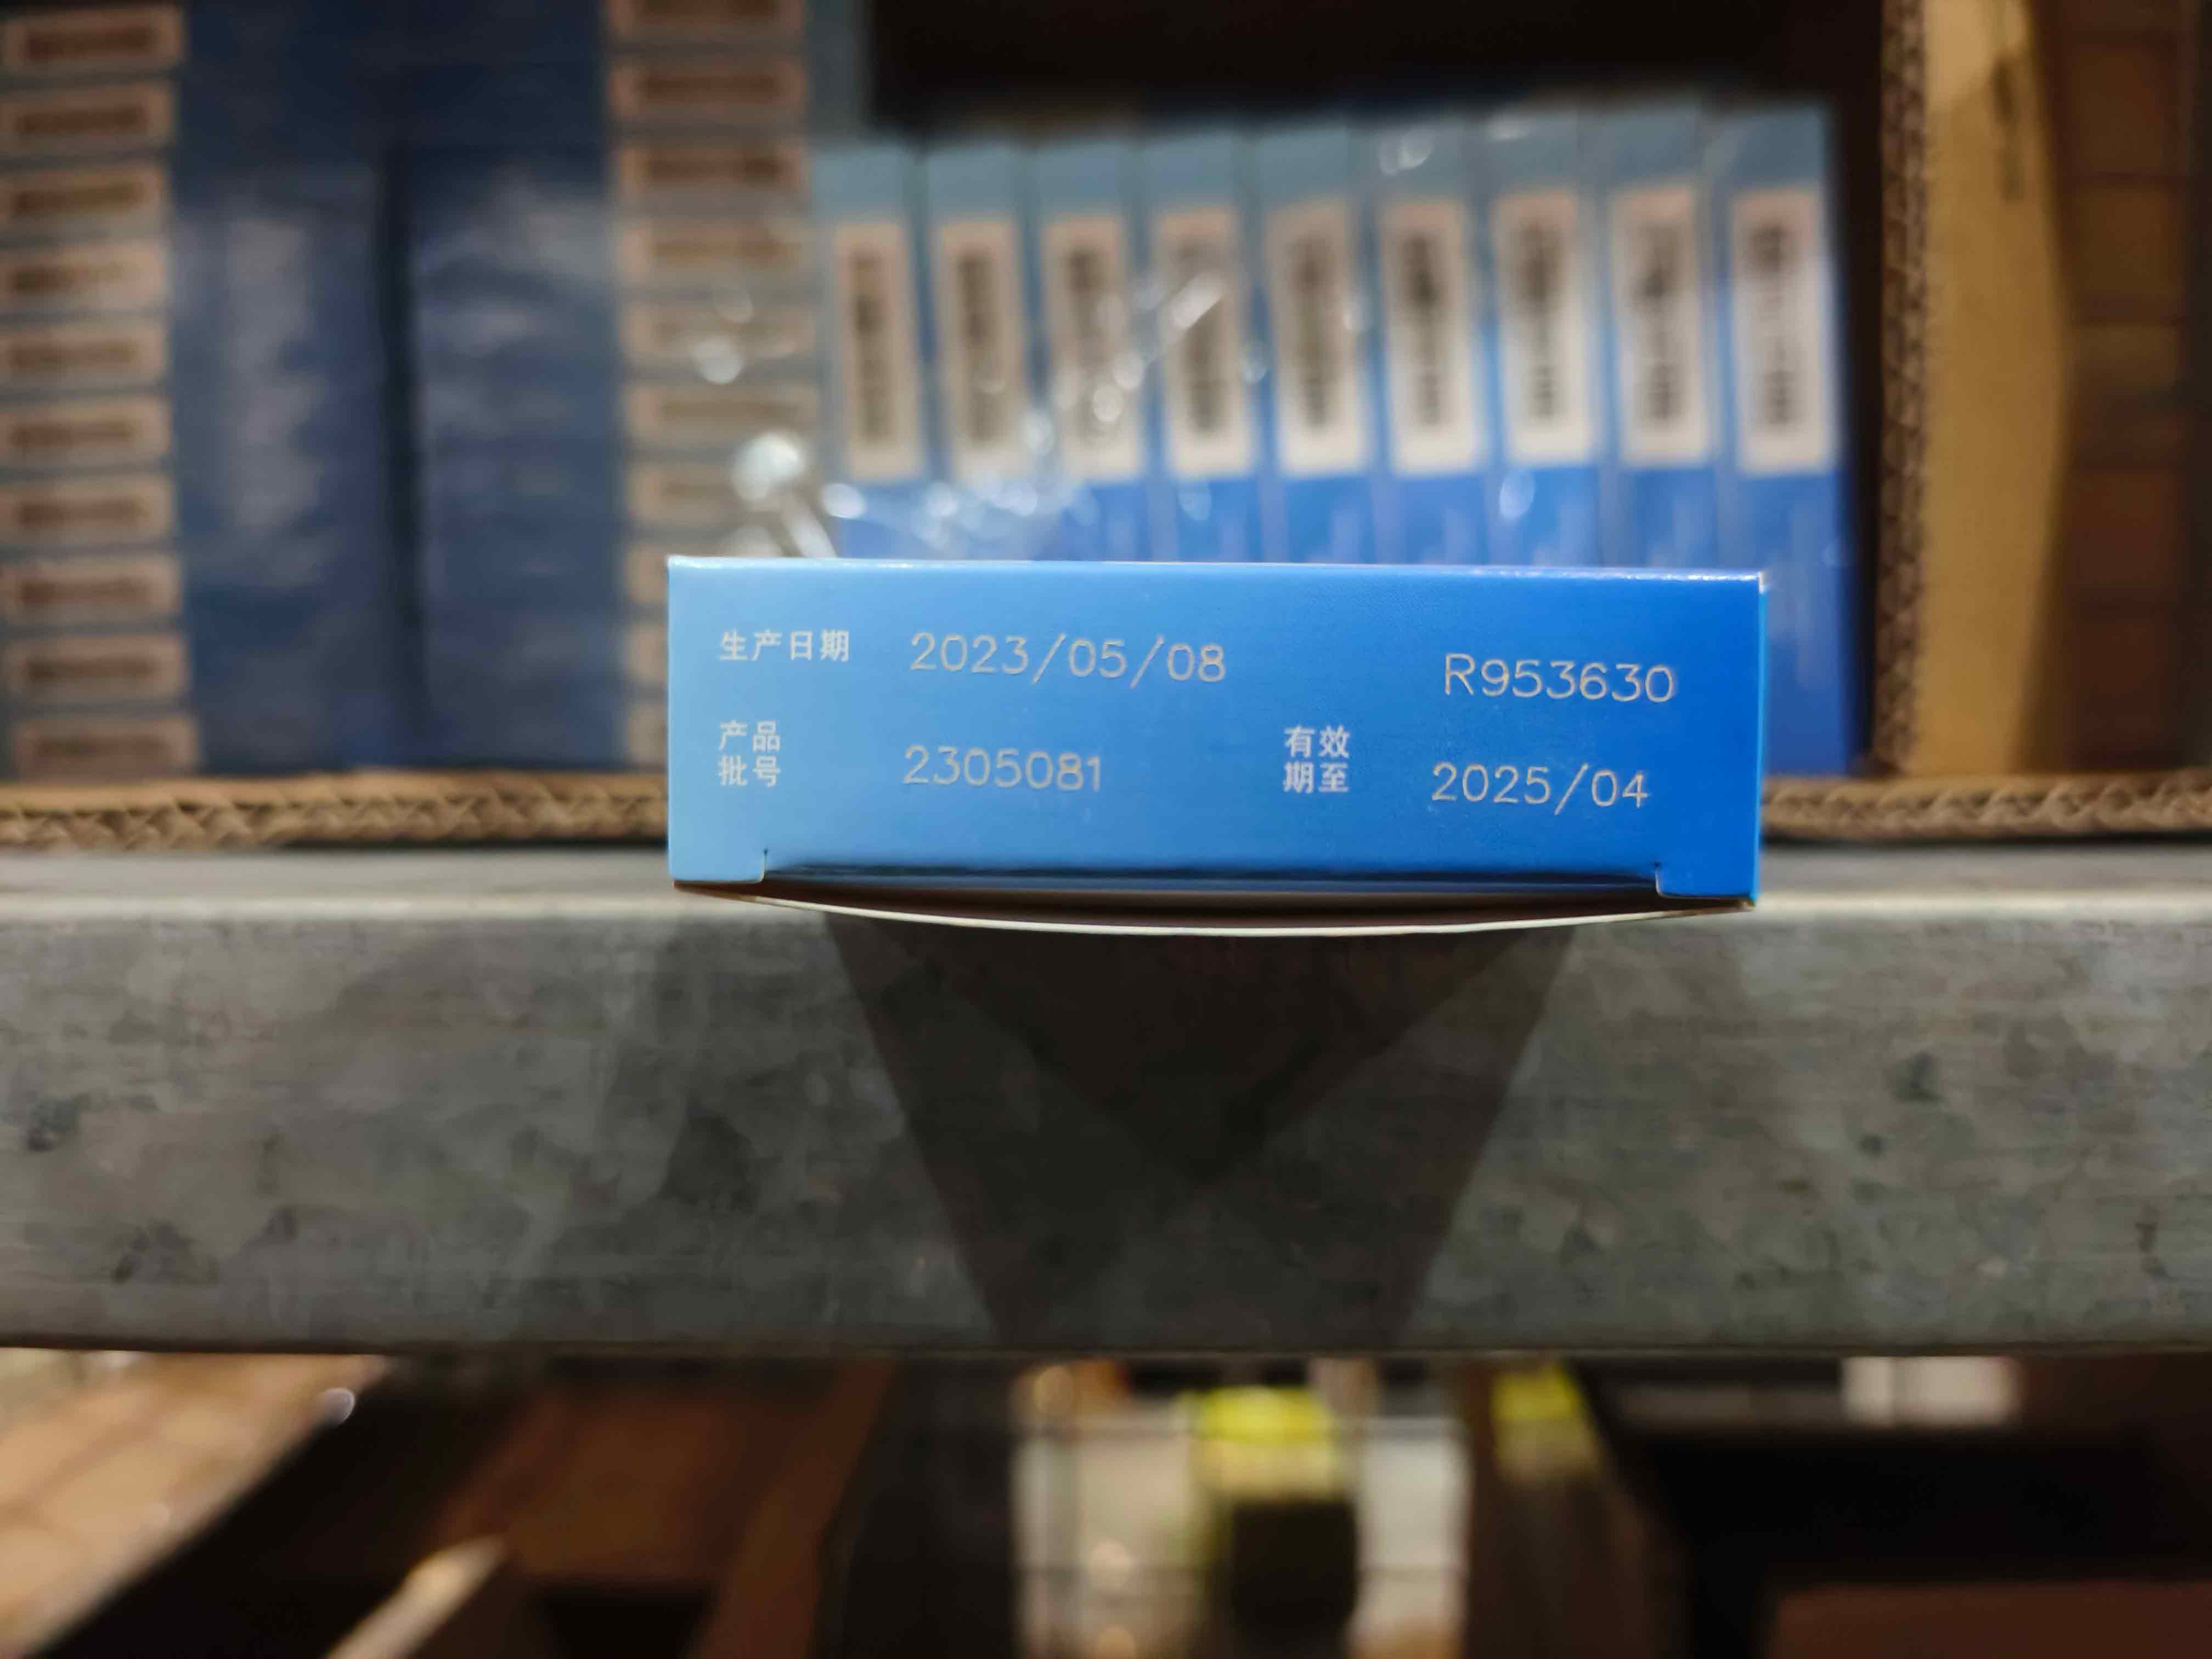 生产日期 2023/05/08 R953630
产品批号 2305081 有效期至 2025/04